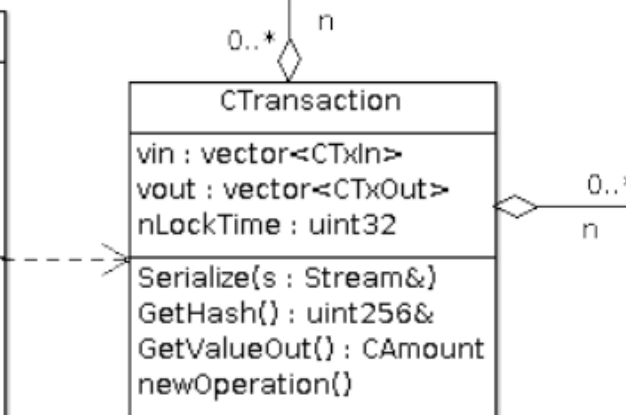 n
0..*
CTransaction
vin : vector<CTxIn>
vout : vector<CTxOut>
nLockTime : uint32
0..*
n
Serialize(s : Stream&)
GetHash() : uint256&
GetValueOut() : CAmount
newOperation()